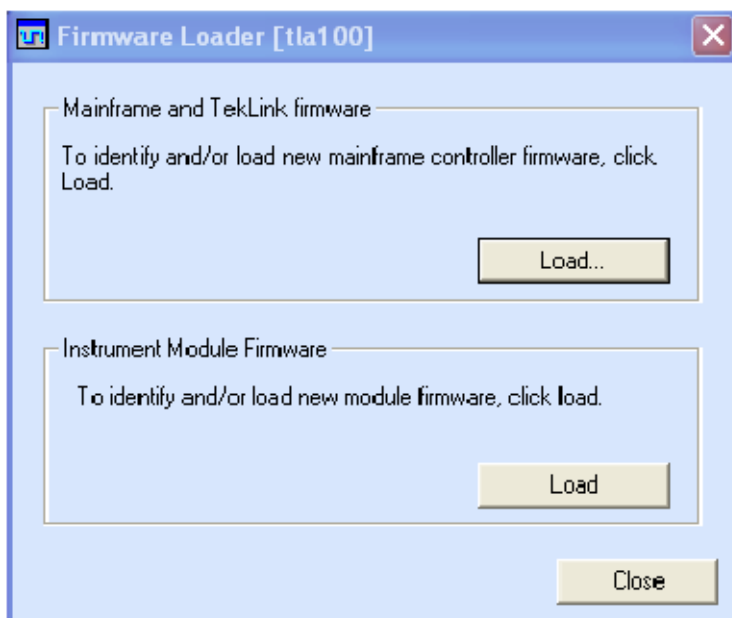 Firmware Loader [tla100]
Mainframe and TekLink firmware
To identify and/or load new mainframe controller firmware, click
Load.
Load...
Instrument Module Firmware
To identify and/or load new module firmware, click load.
Load
Close